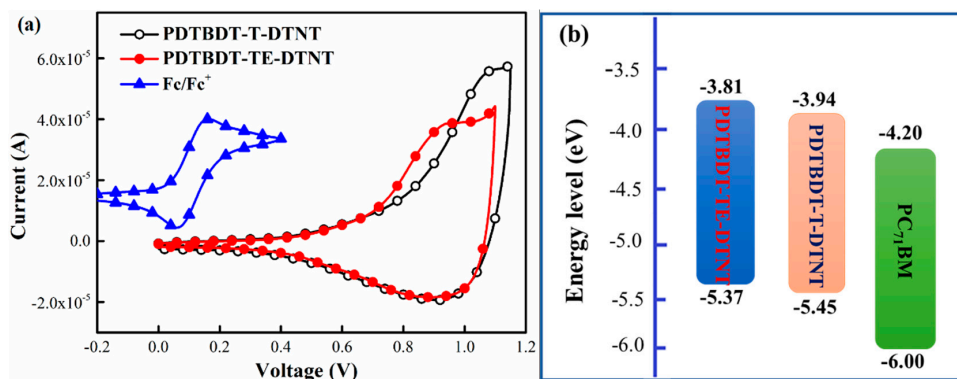 (a)
PDTBDT-T-DTNT
PDTBDT-TE-DTNT
Fc/Fc⁺
6.0x10⁻⁵
4.0x10⁻⁵
2.0x10⁻⁵
0.0
-2.0x10⁻⁵
Current (A)
-0.2 0.0 0.2 0.4 0.6 0.8 1.0 1.2
Voltage (V)
(b)
Energy level (eV)
-3.5
-4.0
-4.5
-5.0
-5.5
-6.0
-3.81
PDTBDT-TE-DTNT
-5.37
-3.94
PDTBDT-T-DTNT
-5.45
-4.20
PC₇₁BM
-6.00